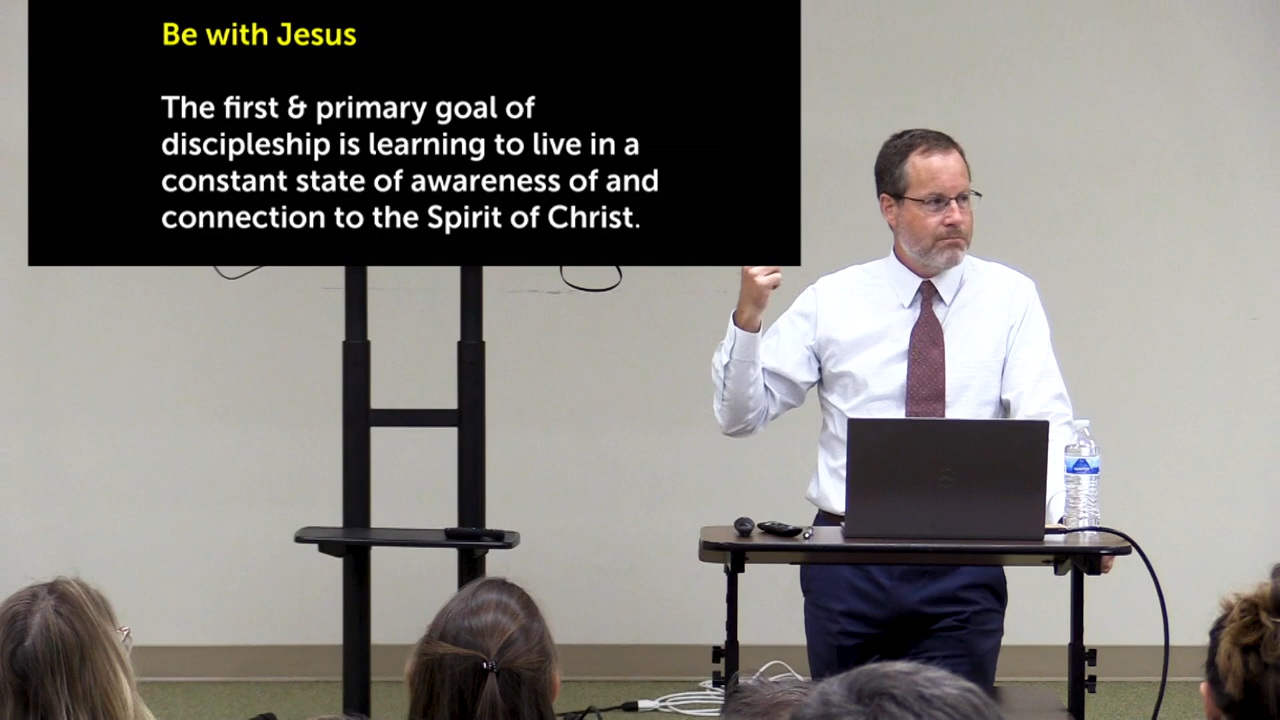 Be with Jesus
The first & primary goal of
discipleship is learning to live in a
constant state of awareness of and
connection to the Spirit of Christ.